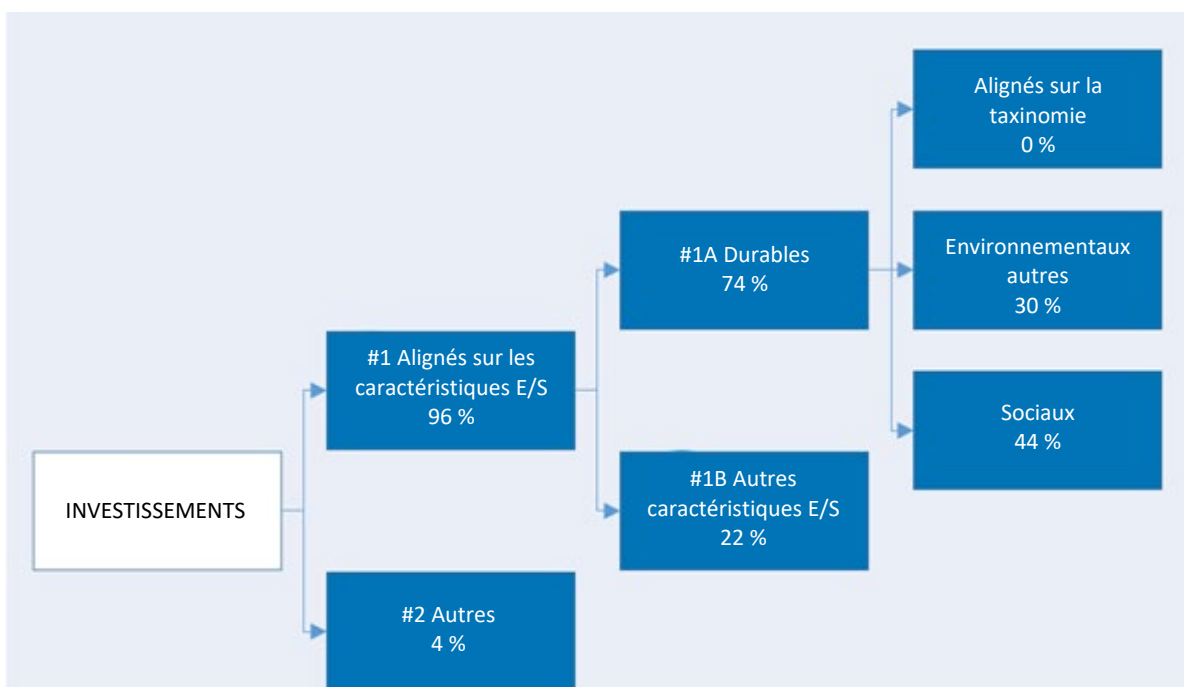 INVESTISSEMENTS
#1 Alignés sur les
caractéristiques E/S
96 %
#2 Autres
4 %
#1A Durables
74 %
#1B Autres
caractéristiques E/S
22 %
Alignés sur la
taxinomie
0 %
Environnementaux
autres
30 %
Sociaux
44 %